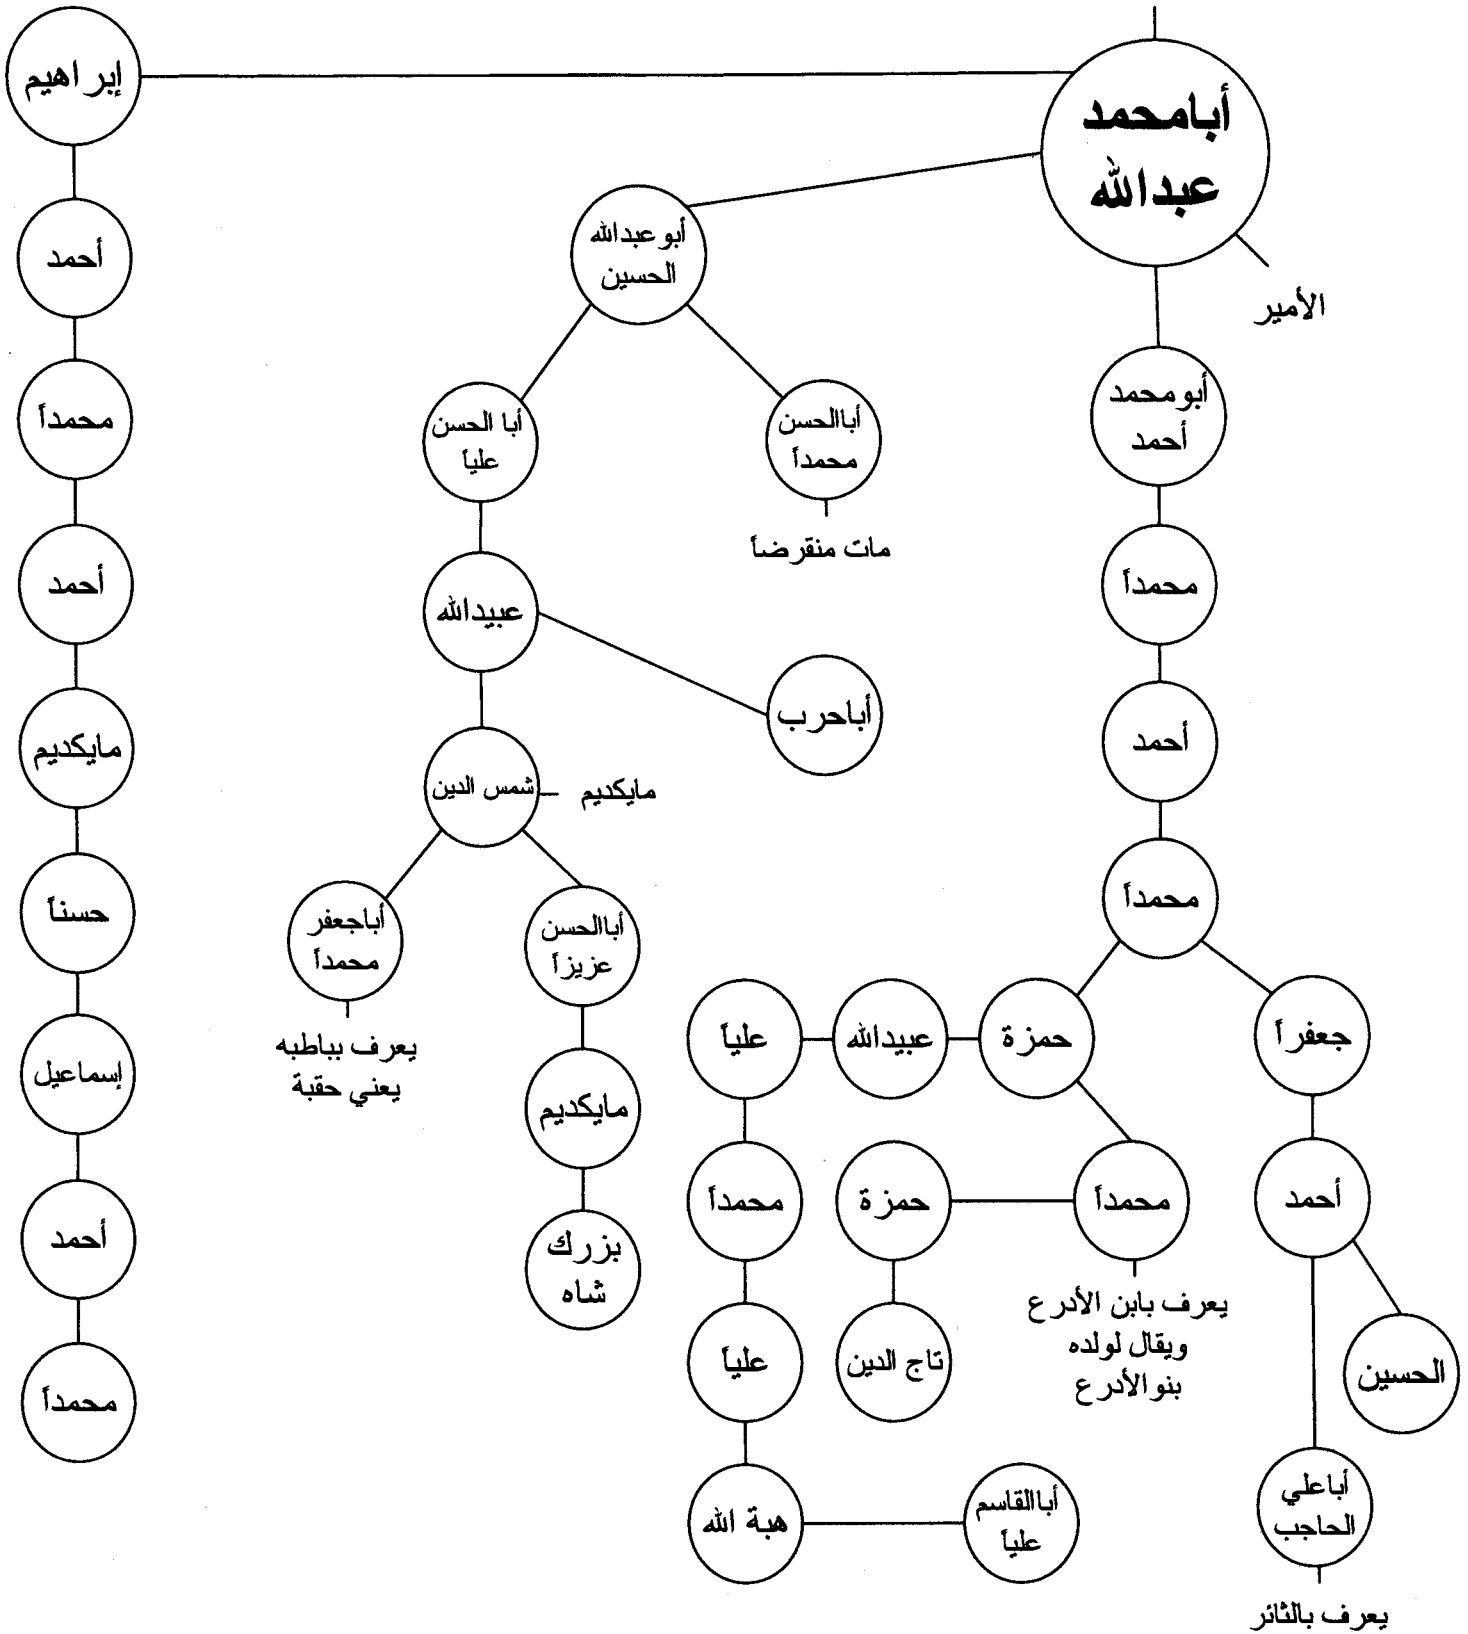 أبامحمد
عبدالله
الأمير
إبراهيم
أحمد
محمداً
أحمد
مايكديم
حسناً
إسماعيل
أحمد
محمداً
أبوعبدالله
الحسين
أباالحسن
محمداً
مات منقرضاً
أبا الحسن
علياً
عبيدالله
أباحرب
شمس الدين
مايكديم
أباالحسن
عزيزاً
مايكديم
بزرك
شاه
أباجعفر
محمداً
يعرف بباطبه
يعني حقبة
أبومحمد
أحمد
محمداً
أحمد
محمداً
جعفراً
أحمد
الحسين
أباعلي
الحاجب
يعرف بالثائر
حمزة
عبيدالله
علياً
محمداً
علياً
هبة الله
أباالقاسم
علياً
محمداً
يعرف بابن الأدرع
ويقال لولده
بنوالأدرع
حمزة
تاج الدين